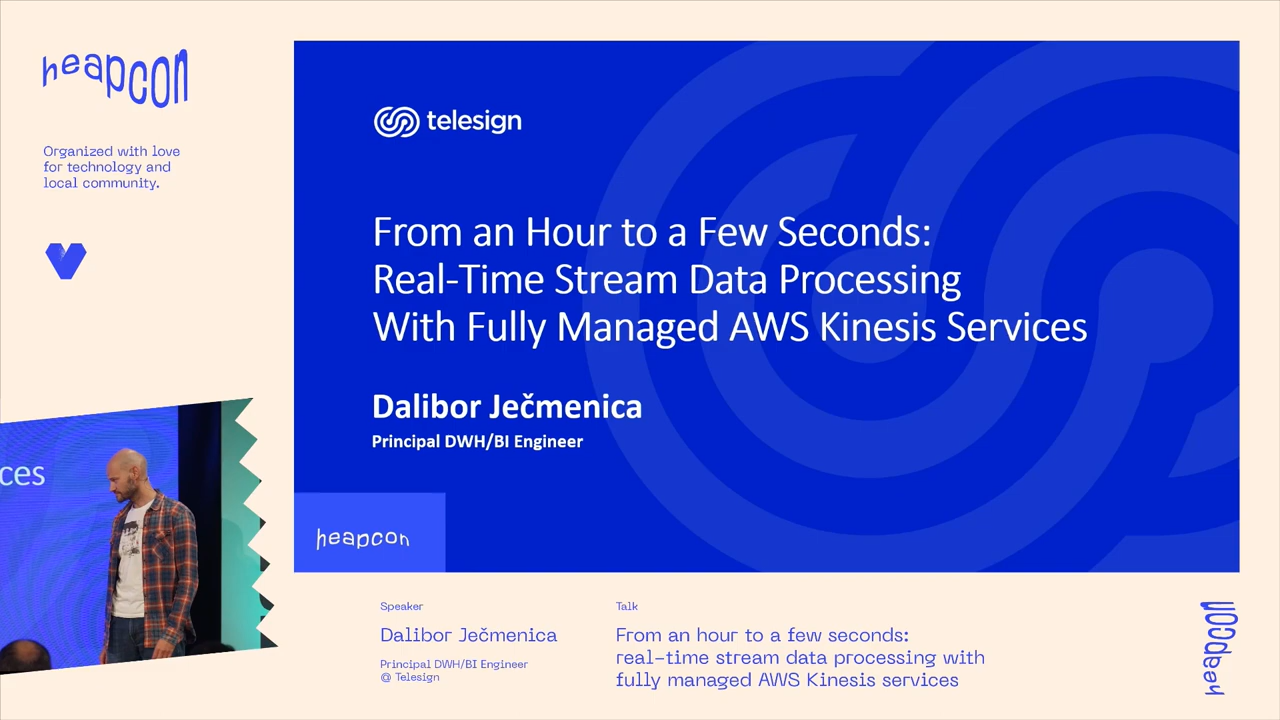 heapcon
Organized with love
for technology and
local community.
telesign
From an Hour to a Few Seconds:
Real-Time Stream Data Processing
With Fully Managed AWS Kinesis Services
Dalibor Ječmenica
Principal DWH/BI Engineer
heapcon
ces
Speaker
Dalibor Ječmenica
Principal DWH/BI Engineer
@ Telesign
Talk
From an hour to a few seconds:
real-time stream data processing with
fully managed AWS Kinesis services
heapcon